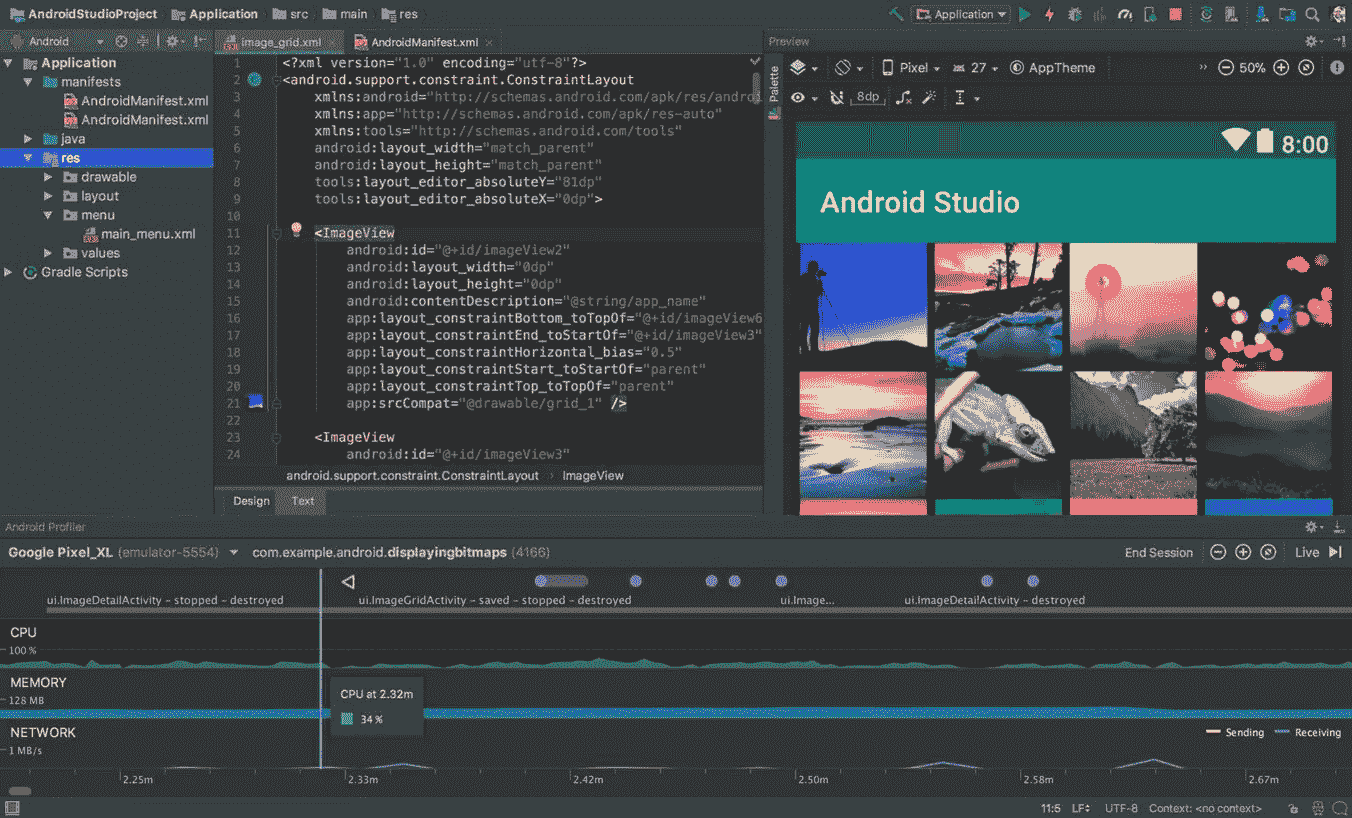 AndroidStudioProject Application src main res Application
Android image_grid.xml AndroidManifest.xml Preview
Application
manifests
AndroidManifest.xml
AndroidManifest.xml
java
res
drawable
layout
menu
main_menu.xml
values
Gradle Scripts
1 <?xml version="1.0" encoding="utf-8"?>
2 <android.support.constraint.ConstraintLayout
3 xmlns:android="http://schemas.android.com/apk/res/andro
4 xmlns:app="http://schemas.android.com/apk/res-auto"
5 xmlns:tools="http://schemas.android.com/tools"
6 android:layout_width="match_parent"
7 android:layout_height="match_parent"
8 tools:layout_editor_absoluteY="81dp"
9 tools:layout_editor_absoluteX="0dp">
10
11 <ImageView
12 android:id="@+id/imageView2"
13 android:layout_width="0dp"
14 android:layout_height="0dp"
15 android:contentDescription="@string/app_name"
16 app:layout_constraintBottom_toTopOf="@+id/imageView6
17 app:layout_constraintEnd_toStartOf="@+id/imageView3"
18 app:layout_constraintHorizontal_bias="0.5"
19 app:layout_constraintStart_toStartOf="parent"
20 app:layout_constraintTop_toTopOf="parent"
21 app:srcCompat="@drawable/grid_1" />
22
23 <ImageView
24 android:id="@+id/imageView3"
android.support.constraint.ConstraintLayout ImageView
Design Text
Palette
Pixel 27 AppTheme 50%
8dp
8:00
Android Studio
Android Profiler
Google Pixel_XL (emulator-5554) com.example.android.displayingbitmaps (4166) End Session Live
ui.ImageDetailActivity - stopped - destroyed ui.ImageGridActivity - saved - stopped - destroyed ui.Image... ui.ImageDetailActivity - destroyed
CPU
100 %
MEMORY
128 MB
CPU at 2.32m
34 %
NETWORK
1 MB/s
Sending Receiving
2.25m 2.33m 2.42m 2.50m 2.58m 2.67m
11:5 LF UTF-8 Context: <no context>